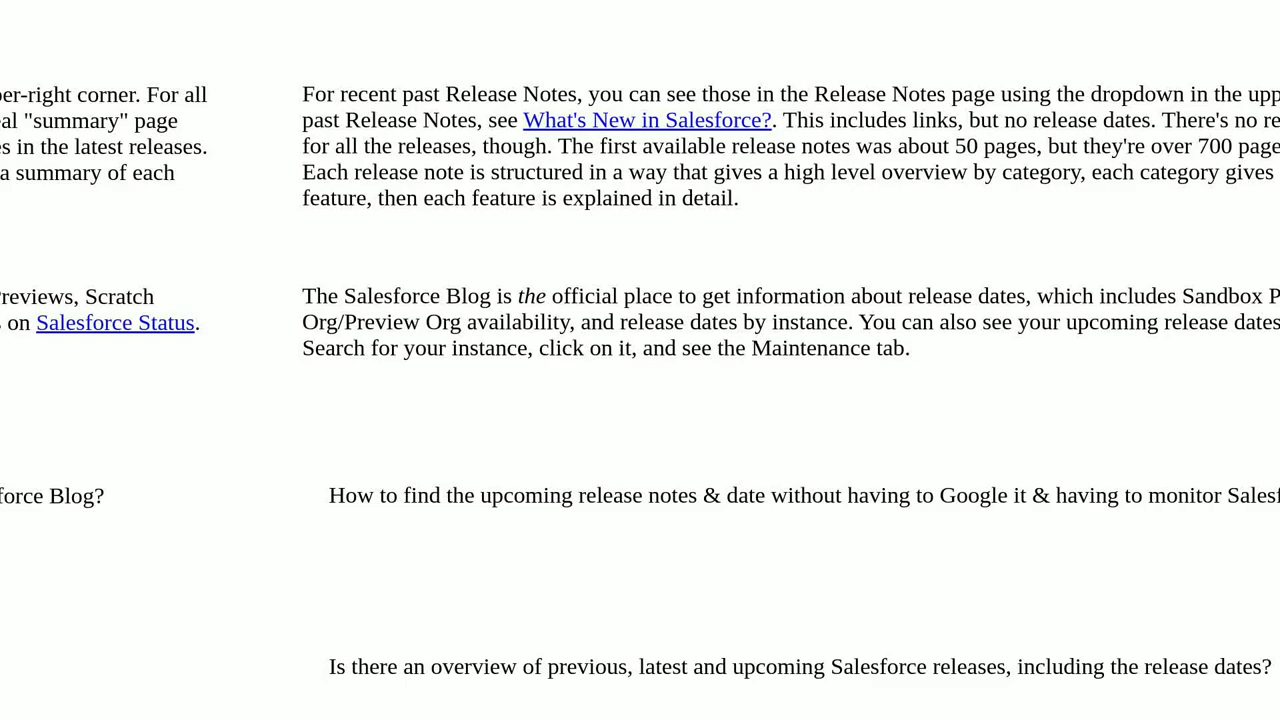 er-right corner. For all
eal "summary" page
s in the latest releases.
a summary of each
For recent past Release Notes, you can see those in the Release Notes page using the dropdown in the upp
past Release Notes, see What's New in Salesforce?. This includes links, but no release dates. There's no re
for all the releases, though. The first available release notes was about 50 pages, but they're over 700 page
Each release note is structured in a way that gives a high level overview by category, each category gives
feature, then each feature is explained in detail.
reviews, Scratch
on Salesforce Status.
The Salesforce Blog is the official place to get information about release dates, which includes Sandbox P
Org/Preview Org availability, and release dates by instance. You can also see your upcoming release dates
Search for your instance, click on it, and see the Maintenance tab.
force Blog?
How to find the upcoming release notes & date without having to Google it & having to monitor Sales
Is there an overview of previous, latest and upcoming Salesforce releases, including the release dates?